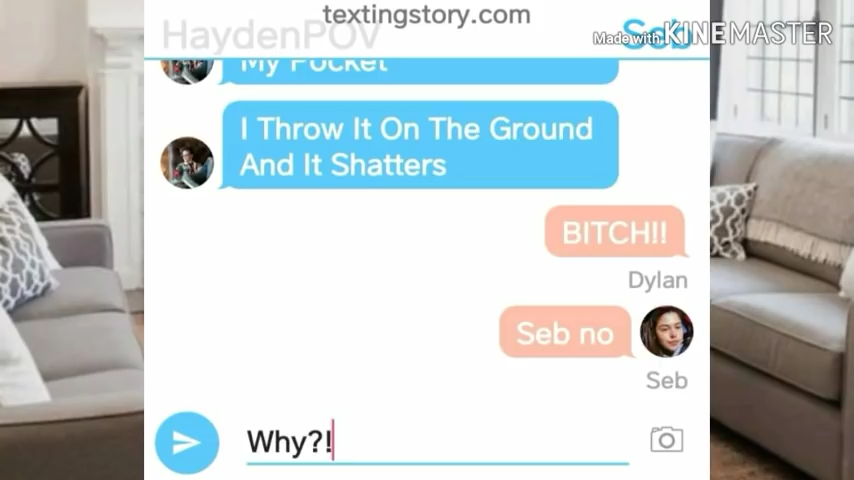 textingstory.com
HaydenPOV
Seb
Made with KINEMASTER
My Pocket
I Throw It On The Ground
And It Shatters
BITCH!!
Dylan
Seb no
Seb
Why?!